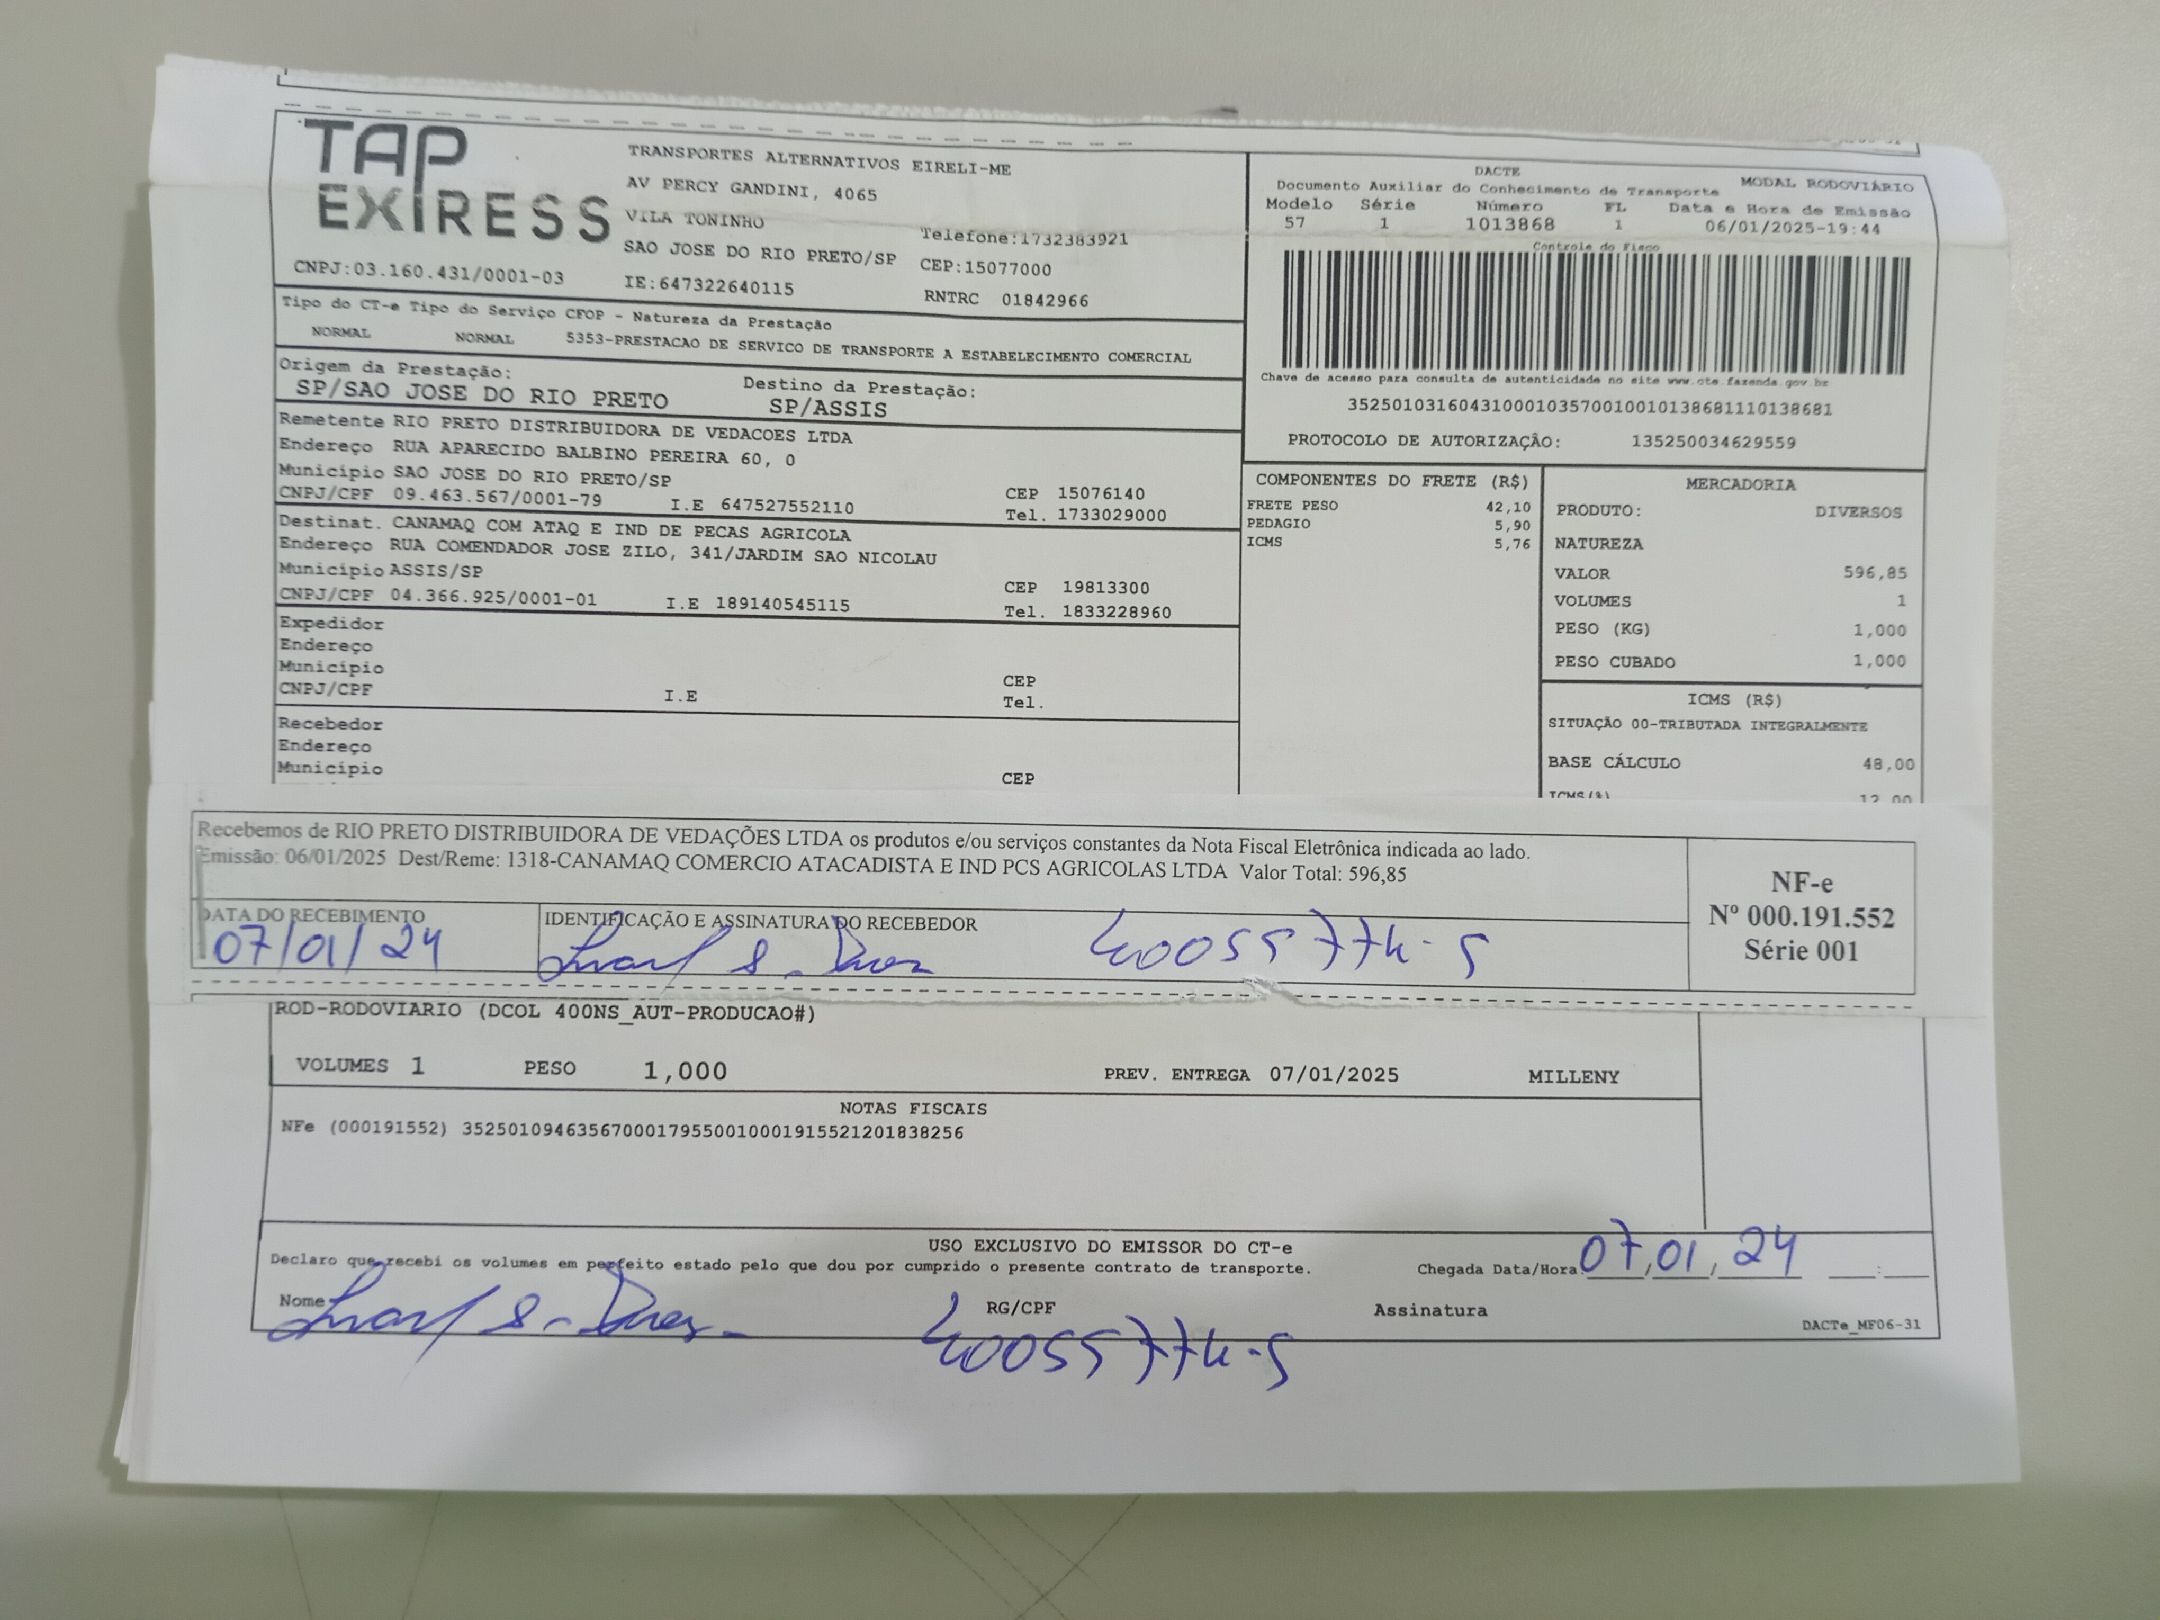 TAP
EXPRESS
TRANSPORTES ALTERNATIVOS EIRELI-ME
AV PERCY GANDINI, 4065
VILA TONINHO
SAO JOSE DO RIO PRETO/SP
Telefone:1732383921
CEP:15077000
CNPJ:03.160.431/0001-03 IE:647322640115 RNTRC 01842966
DACTE MODAL RODOVIÁRIO
Documento Auxiliar do Conhecimento de Transporte
Modelo Série Número FL Data e Hora de Emissão
57 1 1013868 1 06/01/2025-19:44
Controle do Fisco
Chave de acesso para consulta de autenticidade no site www.cte.fazenda.gov.br
35250103160431000103570010010138681110138681
PROTOCOLO DE AUTORIZAÇÃO: 135250034629559
Tipo do CT-e Tipo do Serviço CFOP - Natureza da Prestação
NORMAL NORMAL 5353-PRESTACAO DE SERVICO DE TRANSPORTE A ESTABELECIMENTO COMERCIAL
Origem da Prestação: Destino da Prestação:
SP/SAO JOSE DO RIO PRETO SP/ASSIS
Remetente RIO PRETO DISTRIBUIDORA DE VEDACOES LTDA
Endereço RUA APARECIDO BALBINO PEREIRA 60, 0
Município SAO JOSE DO RIO PRETO/SP CEP 15076140
CNPJ/CPF 09.463.567/0001-79 I.E 647527552110 Tel. 1733029000
Destinat. CANAMAQ COM ATAQ E IND DE PECAS AGRICOLA
Endereço RUA COMENDADOR JOSE ZILO, 341/JARDIM SAO NICOLAU
Município ASSIS/SP CEP 19813300
CNPJ/CPF 04.366.925/0001-01 I.E 189140545115 Tel. 1833228960
Expedidor
Endereço
Município CEP
CNPJ/CPF I.E Tel.
Recebedor
Endereço
Município CEP
COMPONENTES DO FRETE (R$)
FRETE PESO 42,10
PEDAGIO 5,90
ICMS 5,76
MERCADORIA
PRODUTO: DIVERSOS
NATUREZA
VALOR 596,85
VOLUMES 1
PESO (KG) 1,000
PESO CUBADO 1,000
ICMS (R$)
SITUAÇÃO 00-TRIBUTADA INTEGRALMENTE
BASE CÁLCULO 48,00
ICMS(%) 12,00
Recebemos de RIO PRETO DISTRIBUIDORA DE VEDAÇÕES LTDA os produtos e/ou serviços constantes da Nota Fiscal Eletrônica indicada ao lado.
Emissão: 06/01/2025 Dest/Reme: 1318-CANAMAQ COMERCIO ATACADISTA E IND PCS AGRICOLAS LTDA Valor Total: 596,85
DATA DO RECEBIMENTO IDENTIFICAÇÃO E ASSINATURA DO RECEBEDOR
07/01/24
NF-e
Nº 000.191.552
Série 001
ROD-RODOVIARIO (DCOL 400NS_AUT-PRODUCAO#)
VOLUMES 1 PESO 1,000 PREV. ENTREGA 07/01/2025 MILLENY
NOTAS FISCAIS
NFe (000191552) 35250109463567000179550010001915521201838256
USO EXCLUSIVO DO EMISSOR DO CT-e
Declaro que recebi os volumes em perfeito estado pelo que dou por cumprido o presente contrato de transporte. Chegada Data/Hora 07/01/24 :
Nome RG/CPF Assinatura
DACTe_MF06-31